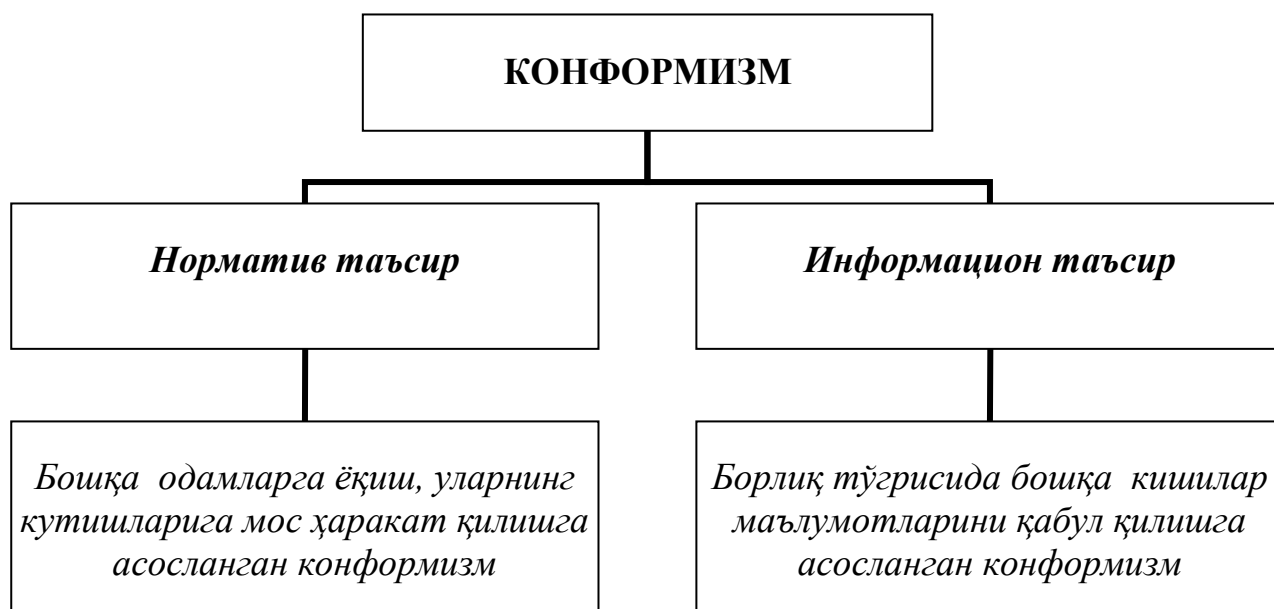 КОНФОРМИЗМ
Норматив таъсир
Информацион таъсир
Бошқа одамларга ёқиш, уларнинг
кутишларига мос ҳаракат қилишга
асосланган конформизм
Борлиқ тўгрисида бошқа кишилар
маълумотларини қабул қилишга
асосланган конформизм